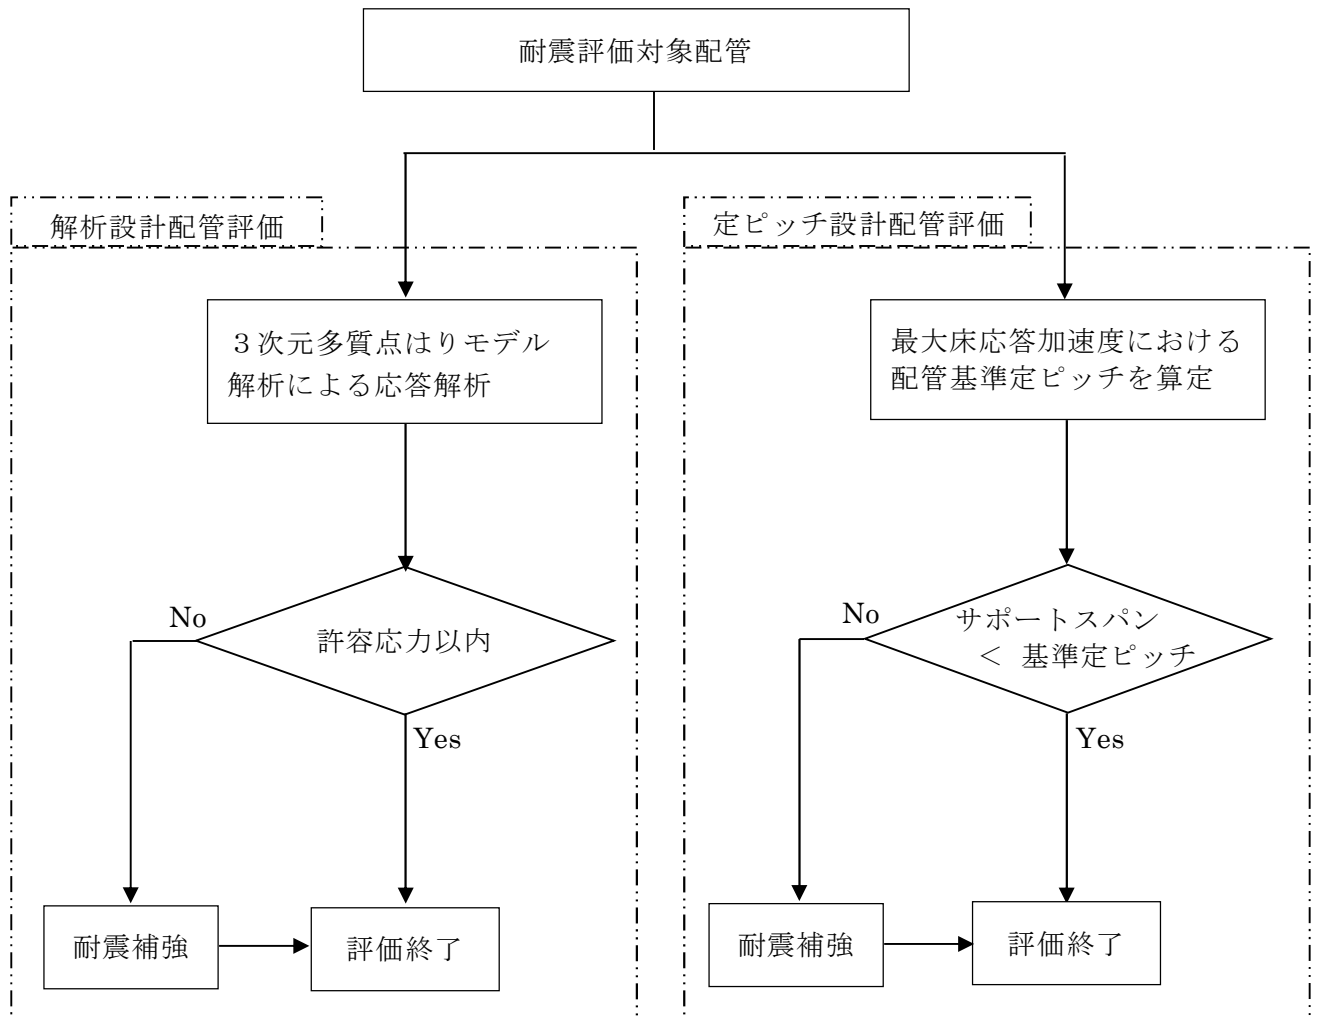 耐震評価対象配管
解析設計配管評価
３次元多質点はりモデル
解析による応答解析
No
許容応力以内
Yes
耐震補強
評価終了
定ピッチ設計配管評価
最大床応答加速度における
配管基準定ピッチを算定
No
サポートスパン
＜ 基準定ピッチ
Yes
耐震補強
評価終了